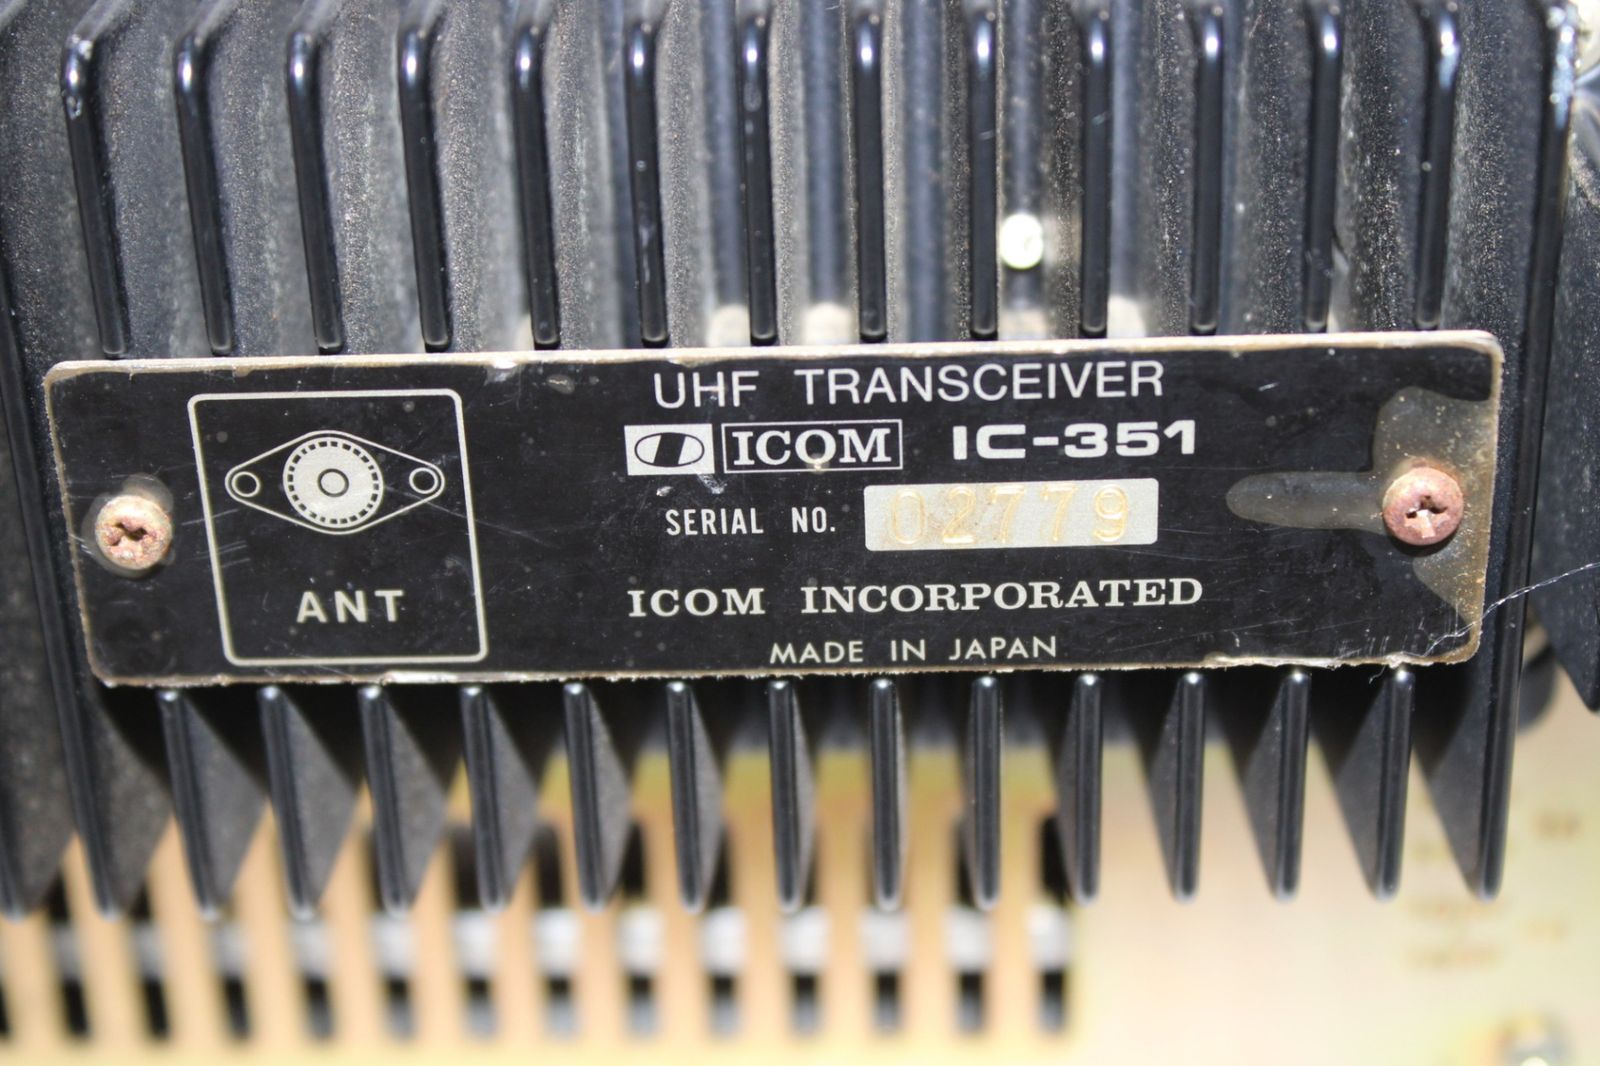 UHF TRANSCEIVER
ICOM IC-351
SERIAL NO. 02779
ANT
ICOM INCORPORATED
MADE IN JAPAN